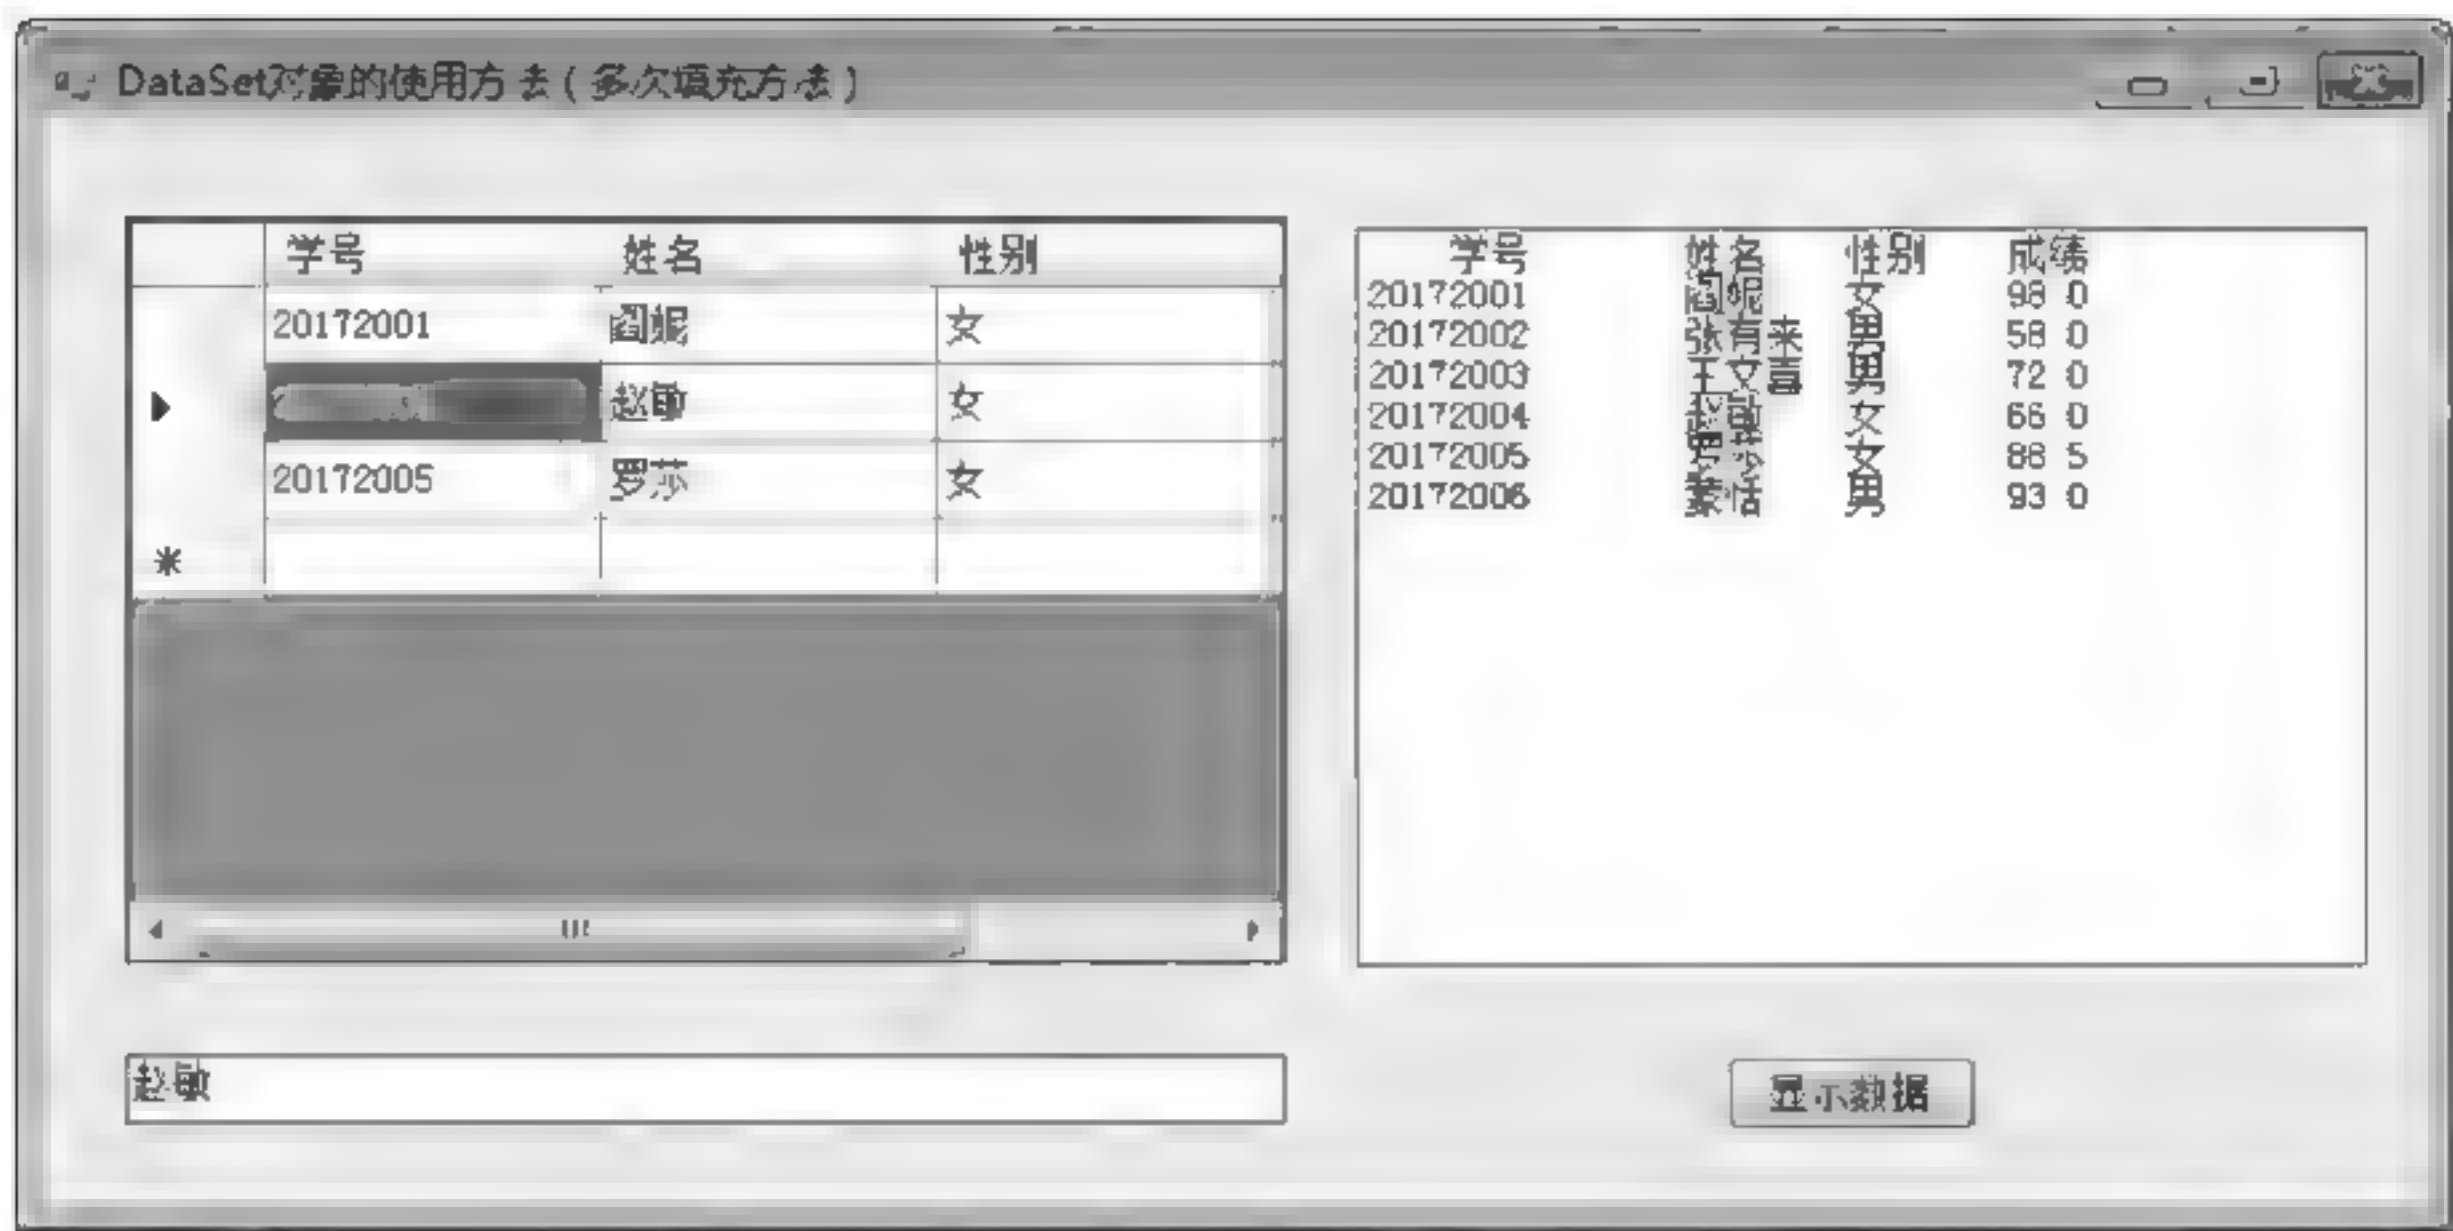 DataSet对象的使用方法(多次填充方法)
学号 姓名 性别
20172001 阎妮 女
赵敏 女
20172005 罗莎 女
学号 姓名 性别 成绩
20172001 阎妮 女 98 0
20172002 张有来 男 58 0
20172003 王文喜 男 72 0
20172004 赵敏 女 66 0
20172005 罗莎 女 88 5
20172006 蒙恬 男 93 0
赵敏
显示数据